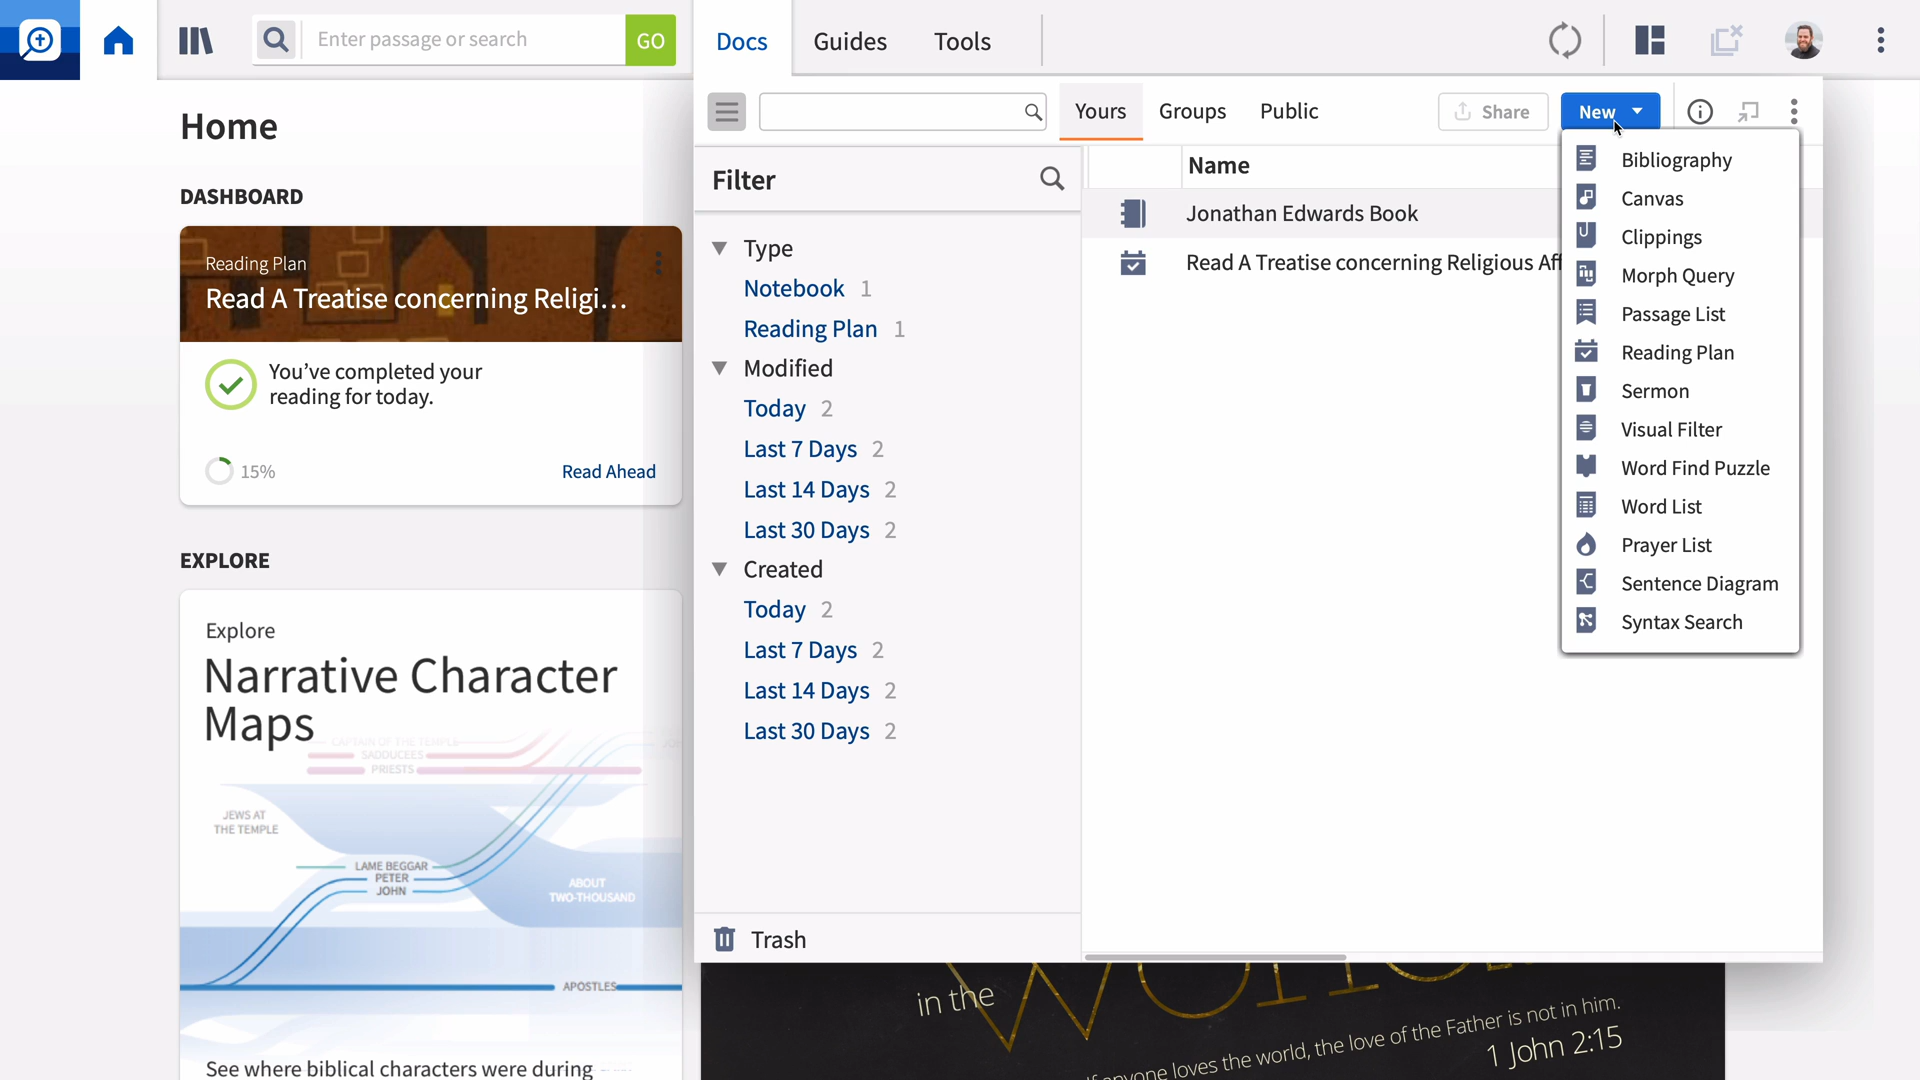 Enter passage or search
GO
Docs
Guides
Tools
Yours
Groups
Public
Share
New
Home
DASHBOARD
Reading Plan
Read A Treatise concerning Religi…
You’ve completed your
reading for today.
15%
Read Ahead
EXPLORE
Explore
Narrative Character
Maps
CAPTAIN OF THE TEMPLE
SADDUCEES
PRIESTS
JEWS AT
THE TEMPLE
LAME BEGGAR
PETER
JOHN
ABOUT
TWO-THOUSAND
APOSTLES
See where biblical characters were during
Filter
Type
Notebook 1
Reading Plan 1
Modified
Today 2
Last 7 Days 2
Last 14 Days 2
Last 30 Days 2
Created
Today 2
Last 7 Days 2
Last 14 Days 2
Last 30 Days 2
Trash
Name
Jonathan Edwards Book
Read A Treatise concerning Religious Aff
Bibliography
Canvas
Clippings
Morph Query
Passage List
Reading Plan
Sermon
Visual Filter
Word Find Puzzle
Word List
Prayer List
Sentence Diagram
Syntax Search
in the
anyone loves the world, the love of the Father is not in him.
1 John 2:15